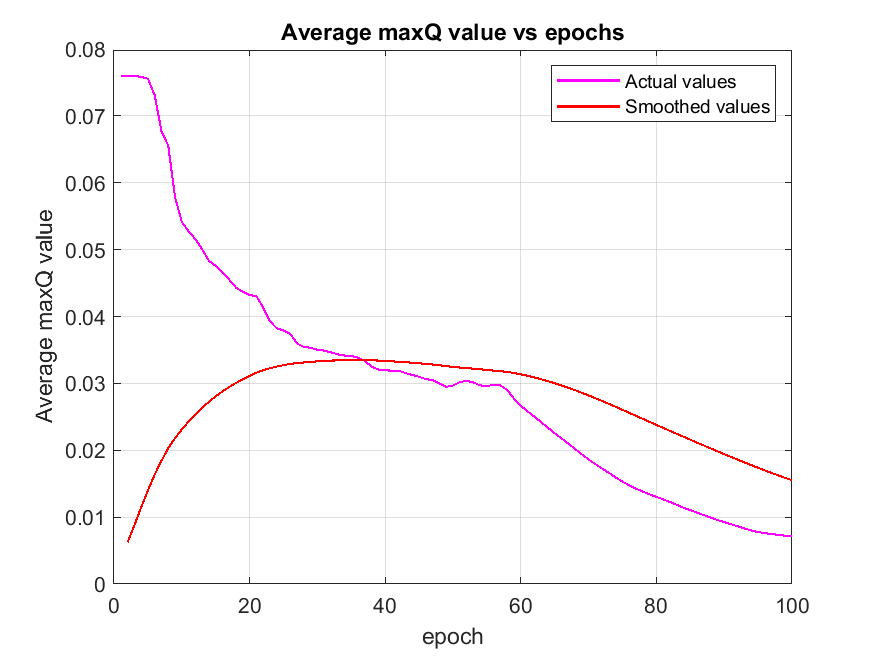 Average maxQ value vs epochs
Actual values
Smoothed values
0.08
0.07
0.06
0.05
0.04
0.03
0.02
0.01
0
Average maxQ value
0 20 40 60 80 100
epoch